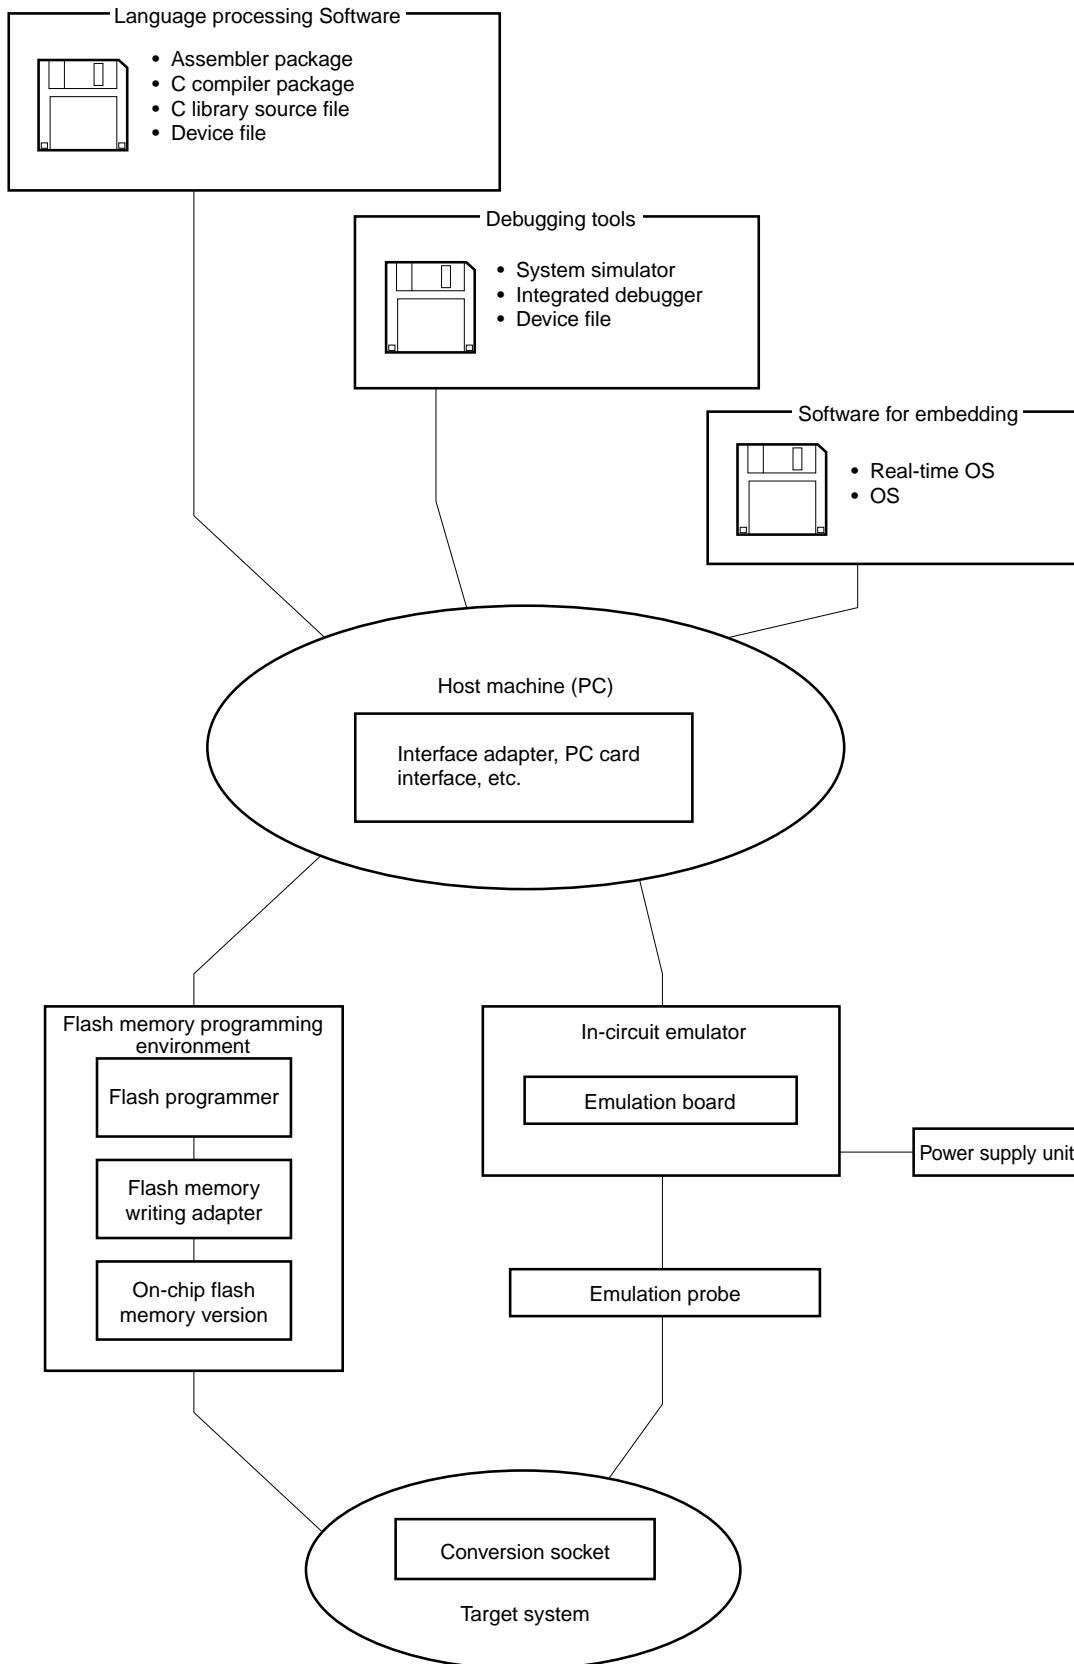 Language processing Software
• Assembler package
• C compiler package
• C library source file
• Device file
Debugging tools
• System simulator
• Integrated debugger
• Device file
Software for embedding
• Real-time OS
• OS
Host machine (PC)
Interface adapter, PC card
interface, etc.
Flash memory programming
environment
Flash programmer
Flash memory
writing adapter
On-chip flash
memory version
In-circuit emulator
Emulation board
Power supply unit
Emulation probe
Conversion socket
Target system